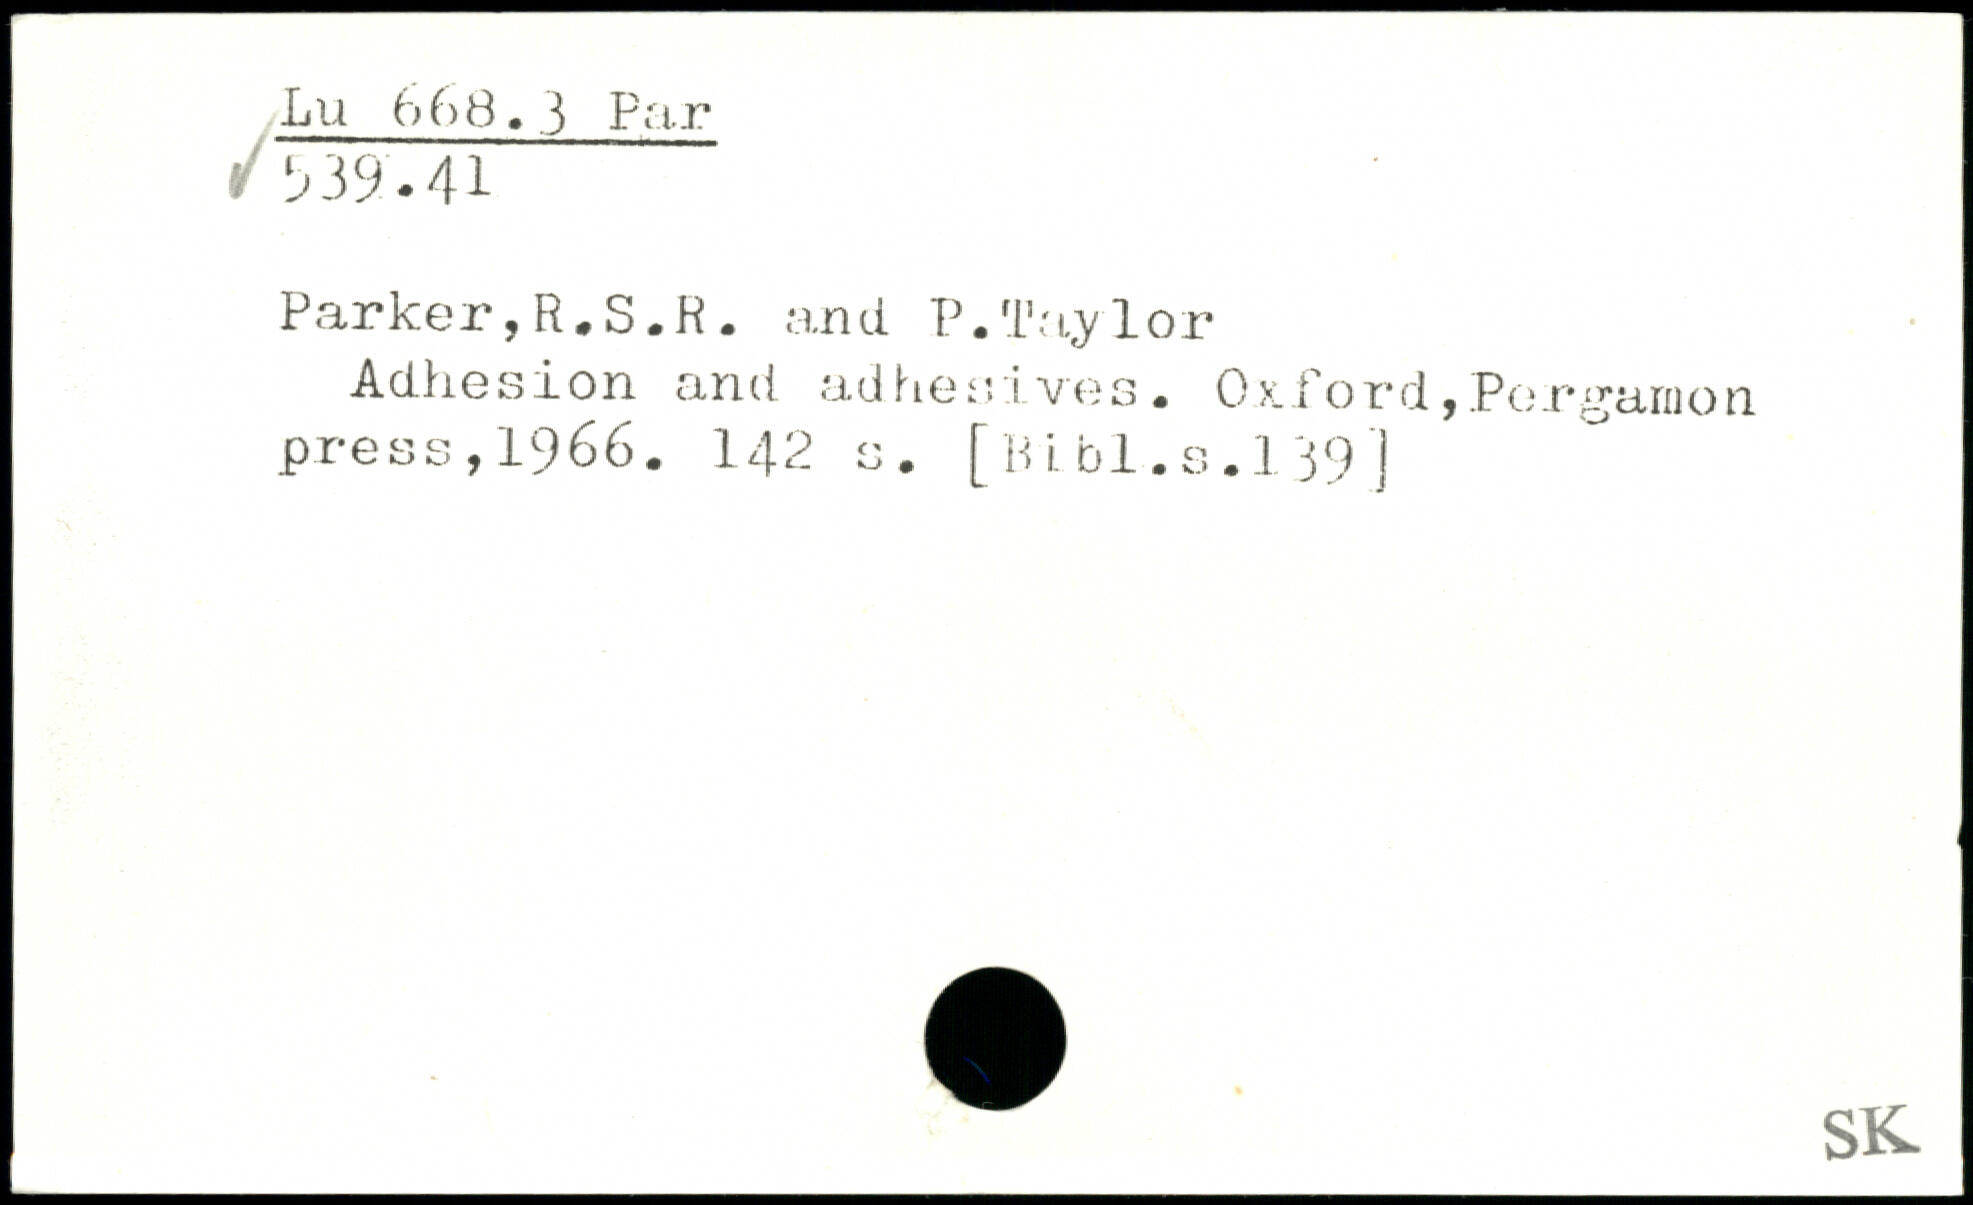 Lu 668.3 Par
539.41
Parker,R.S.R. and P.Taylor
Adhesion and adhesives. Oxford,Pergamon
press,1966. 142 s. [Bibl.s.139]
SK